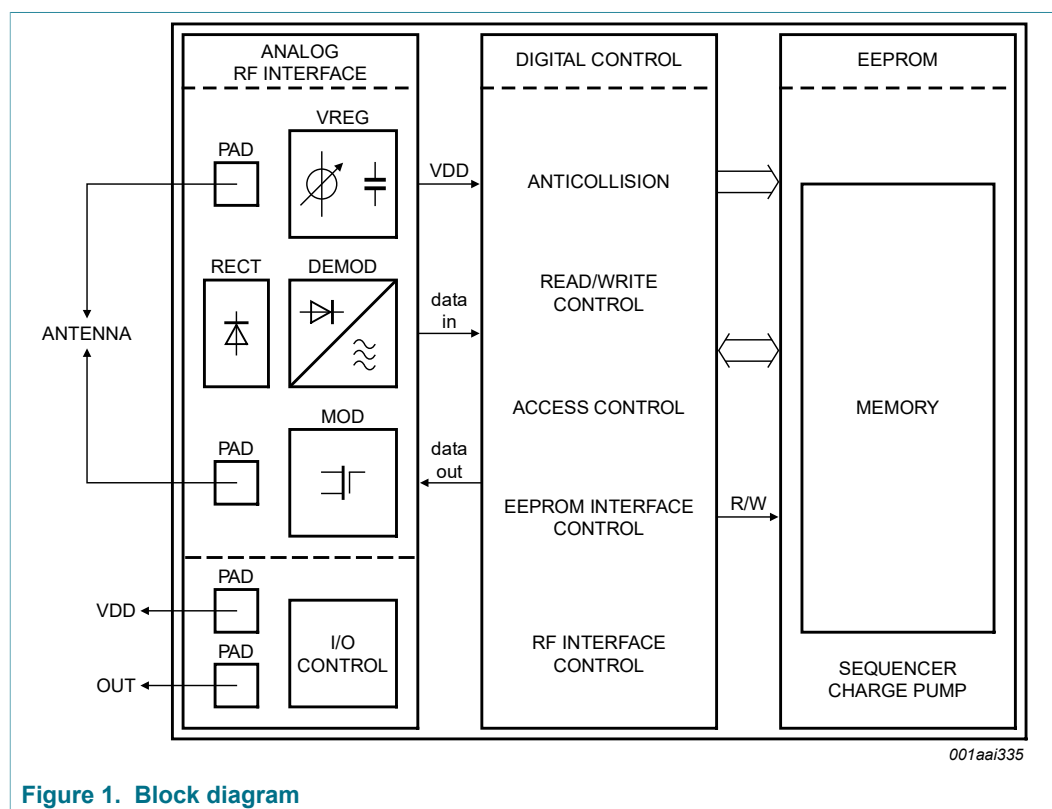 ANALOG
RF INTERFACE
VREG
PAD
RECT
DEMOD
ANTENNA
MOD
PAD
PAD
VDD
I/O
CONTROL
PAD
OUT
VDD
data
in
data
out
DIGITAL CONTROL
ANTICOLLISION
READ/WRITE
CONTROL
ACCESS CONTROL
EEPROM INTERFACE
CONTROL
RF INTERFACE
CONTROL
R/W
EEPROM
MEMORY
SEQUENCER
CHARGE PUMP
001aai335
Figure 1. Block diagram